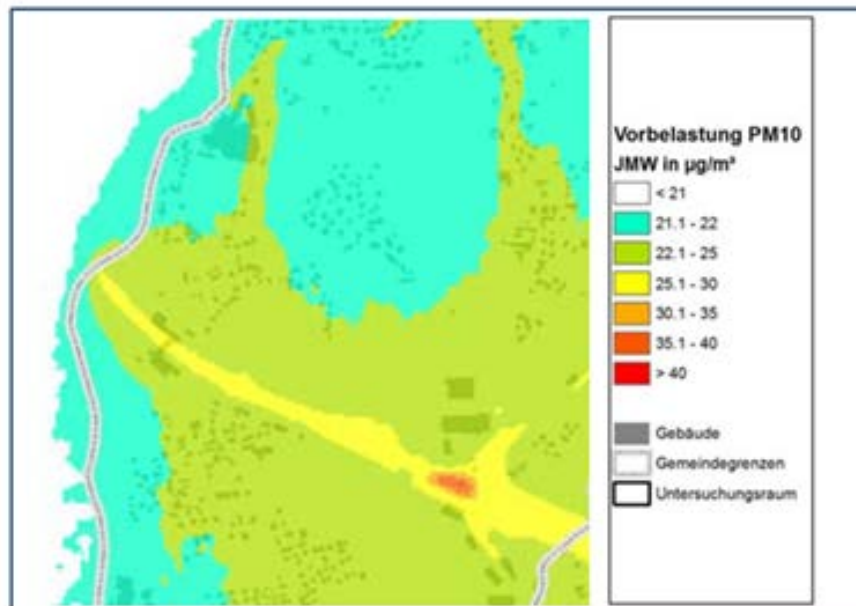 Vorbelastung PM10
JMW in µg/m³
< 21
21.1 - 22
22.1 - 25
25.1 - 30
30.1 - 35
35.1 - 40
> 40
Gebäude
Gemeindegrenzen
Untersuchungsraum